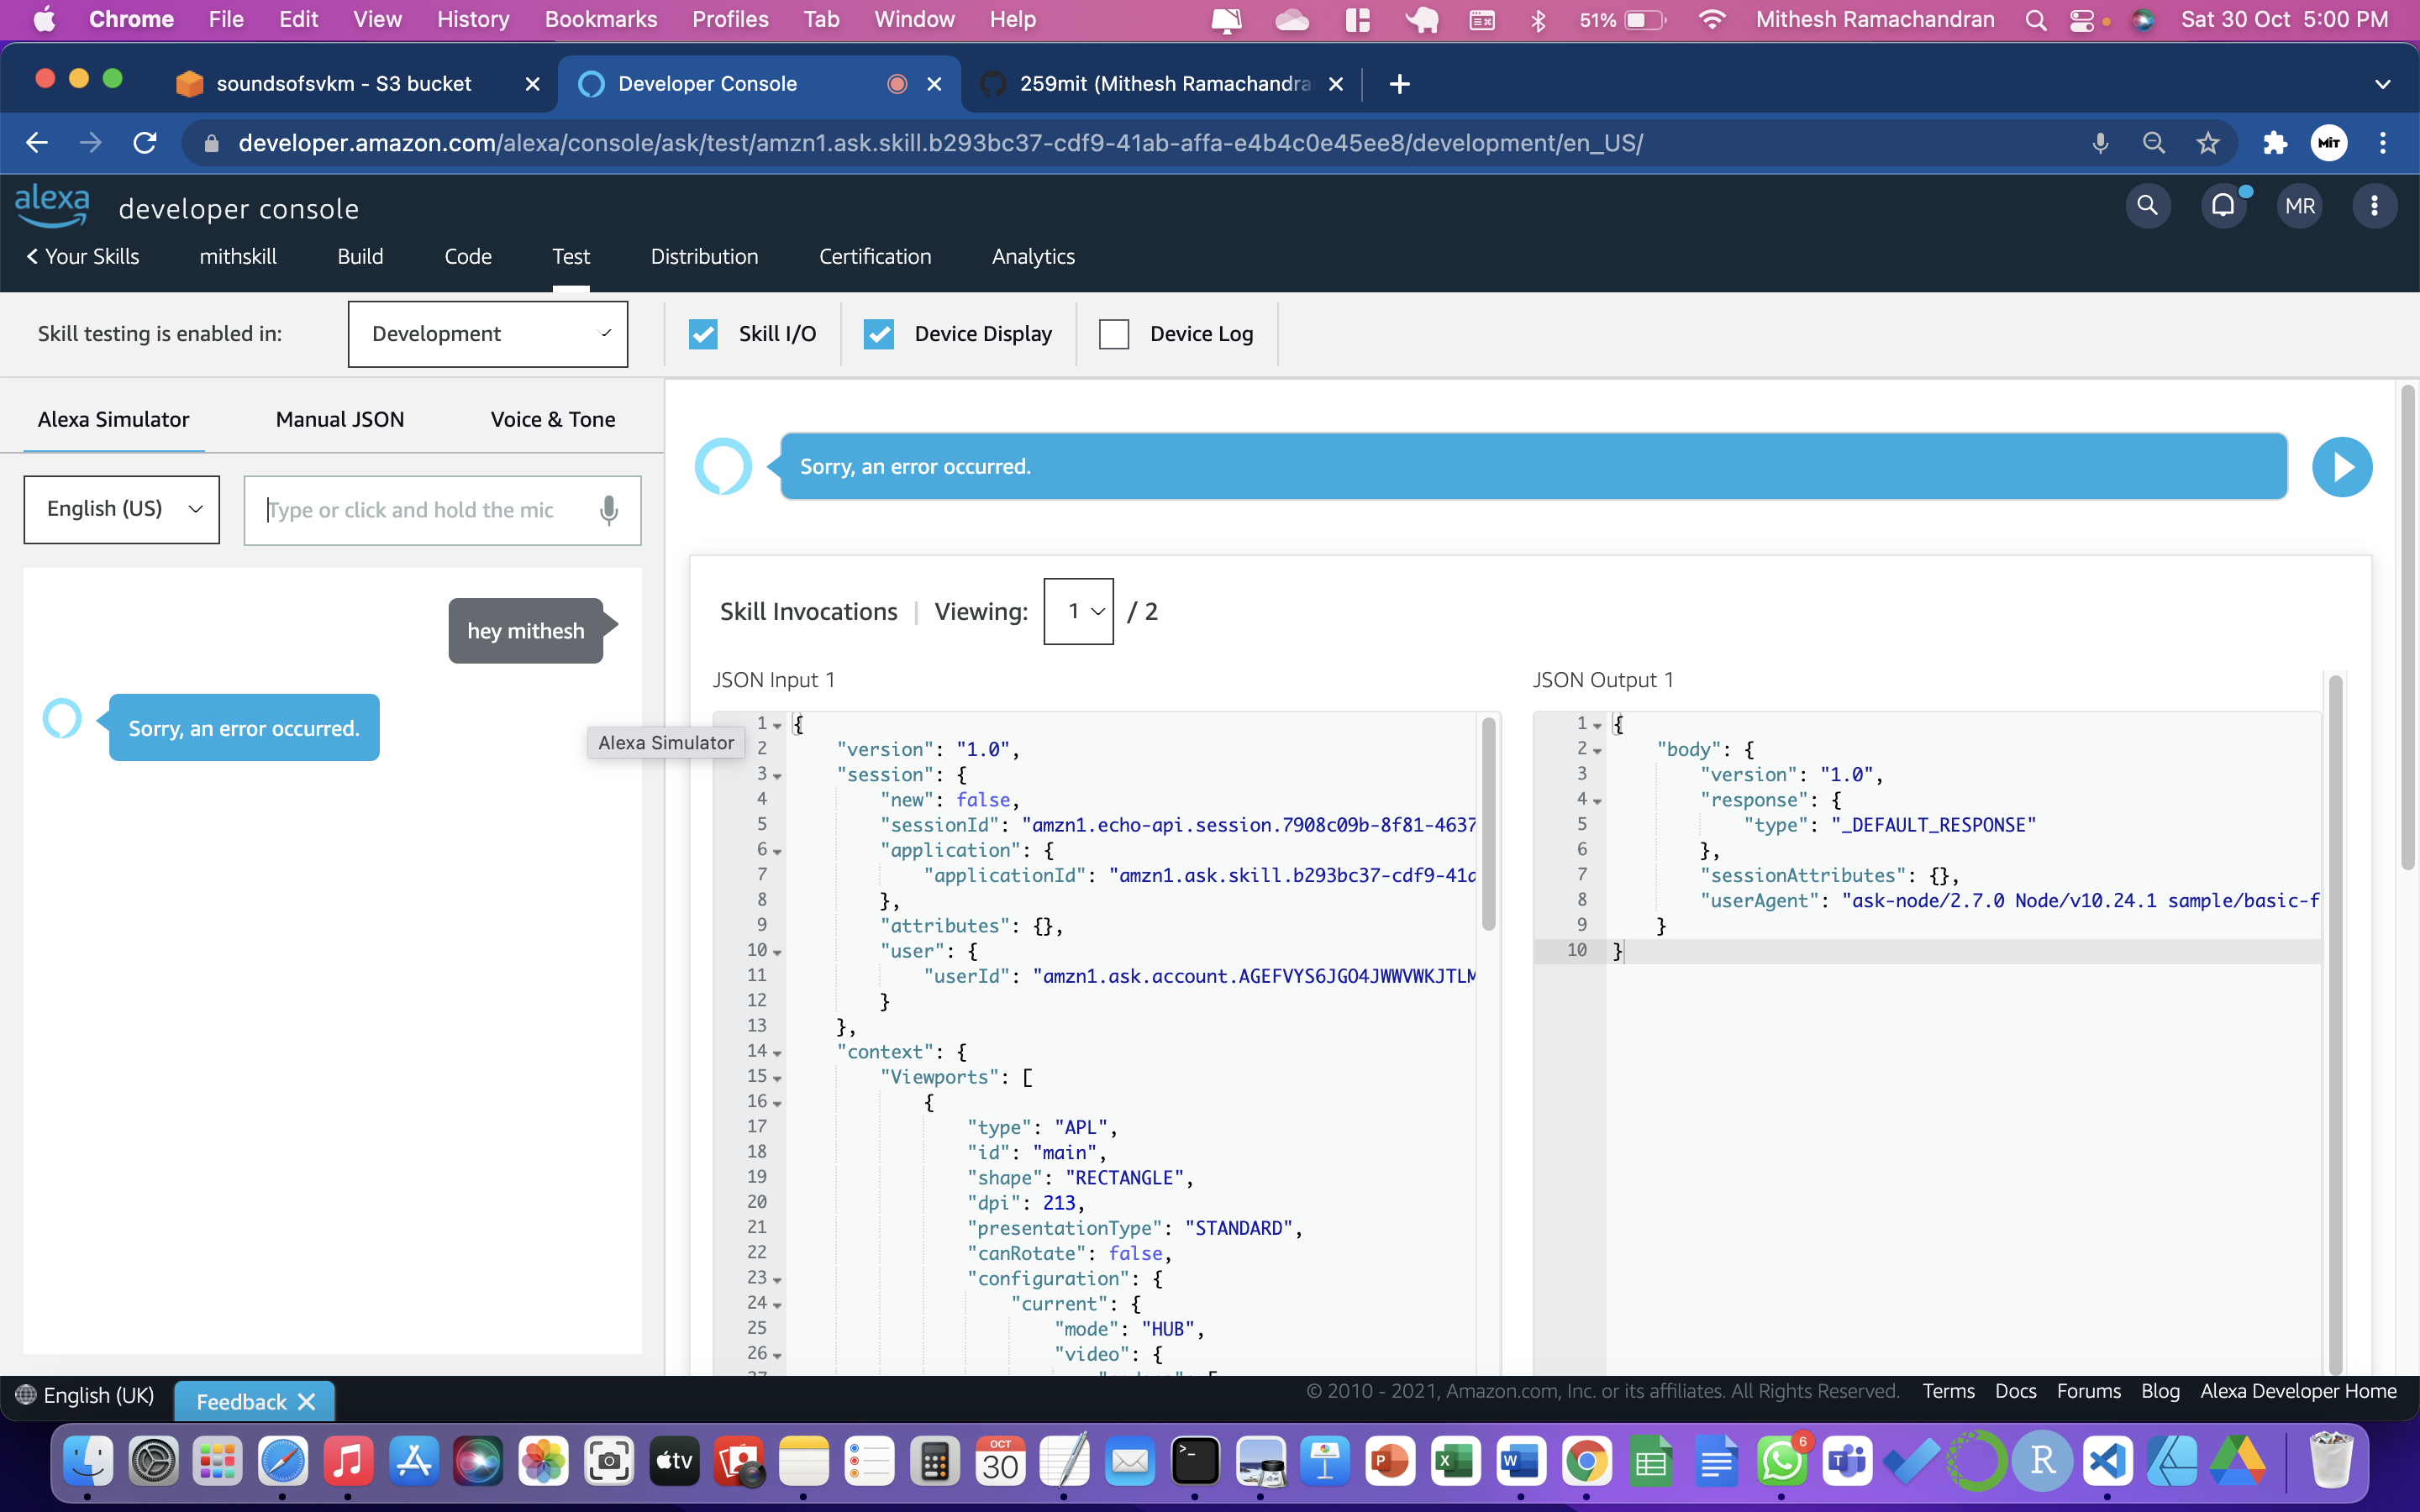 Chrome File Edit View History Bookmarks Profiles Tab Window Help 51% Mithesh Ramachandran Sat 30 Oct 5:00 PM
soundsofsvkm - S3 bucket Developer Console 259mit (Mithesh Ramachandra
developer.amazon.com/alexa/console/ask/test/amzn1.ask.skill.b293bc37-cdf9-41ab-affa-e4b4c0e45ee8/development/en_US/ MiT
alexa developer console MR
< Your Skills mithskill Build Code Test Distribution Certification Analytics
Skill testing is enabled in: Development Skill I/O Device Display Device Log
Alexa Simulator Manual JSON Voice & Tone
Sorry, an error occurred.
English (US) Type or click and hold the mic
hey mithesh
Sorry, an error occurred.
Alexa Simulator
Skill Invocations | Viewing: 1 / 2
JSON Input 1
1 {
2 "version": "1.0",
3 "session": {
4 "new": false,
5 "sessionId": "amzn1.echo-api.session.7908c09b-8f81-4637
6 "application": {
7 "applicationId": "amzn1.ask.skill.b293bc37-cdf9-41a
8 },
9 "attributes": {},
10 "user": {
11 "userId": "amzn1.ask.account.AGEFVYS6JGO4JWWVWKJTLM
12 }
13 },
14 "context": {
15 "Viewports": [
16 {
17 "type": "APL",
18 "id": "main",
19 "shape": "RECTANGLE",
20 "dpi": 213,
21 "presentationType": "STANDARD",
22 "canRotate": false,
23 "configuration": {
24 "current": {
25 "mode": "HUB",
26 "video": {
JSON Output 1
1 {
2 "body": {
3 "version": "1.0",
4 "response": {
5 "type": "_DEFAULT_RESPONSE"
6 },
7 "sessionAttributes": {},
8 "userAgent": "ask-node/2.7.0 Node/v10.24.1 sample/basic-f
9 }
10 }
English (UK) Feedback
© 2010 - 2021, Amazon.com, Inc. or its affiliates. All Rights Reserved. Terms Docs Forums Blog Alexa Developer Home
tv OCT 30 >_ P X W 6 T R